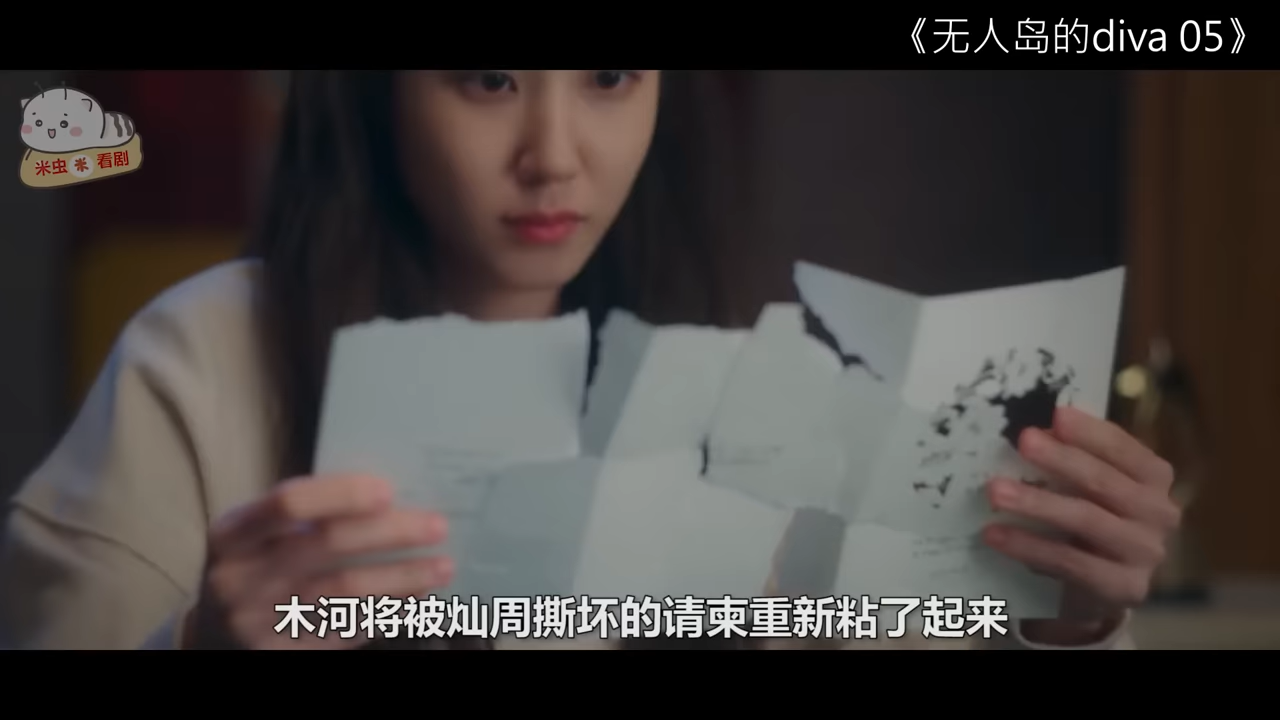 《无人岛的diva 05》
米虫 米 看剧
木河将被灿周撕坏的请柬重新粘了起来